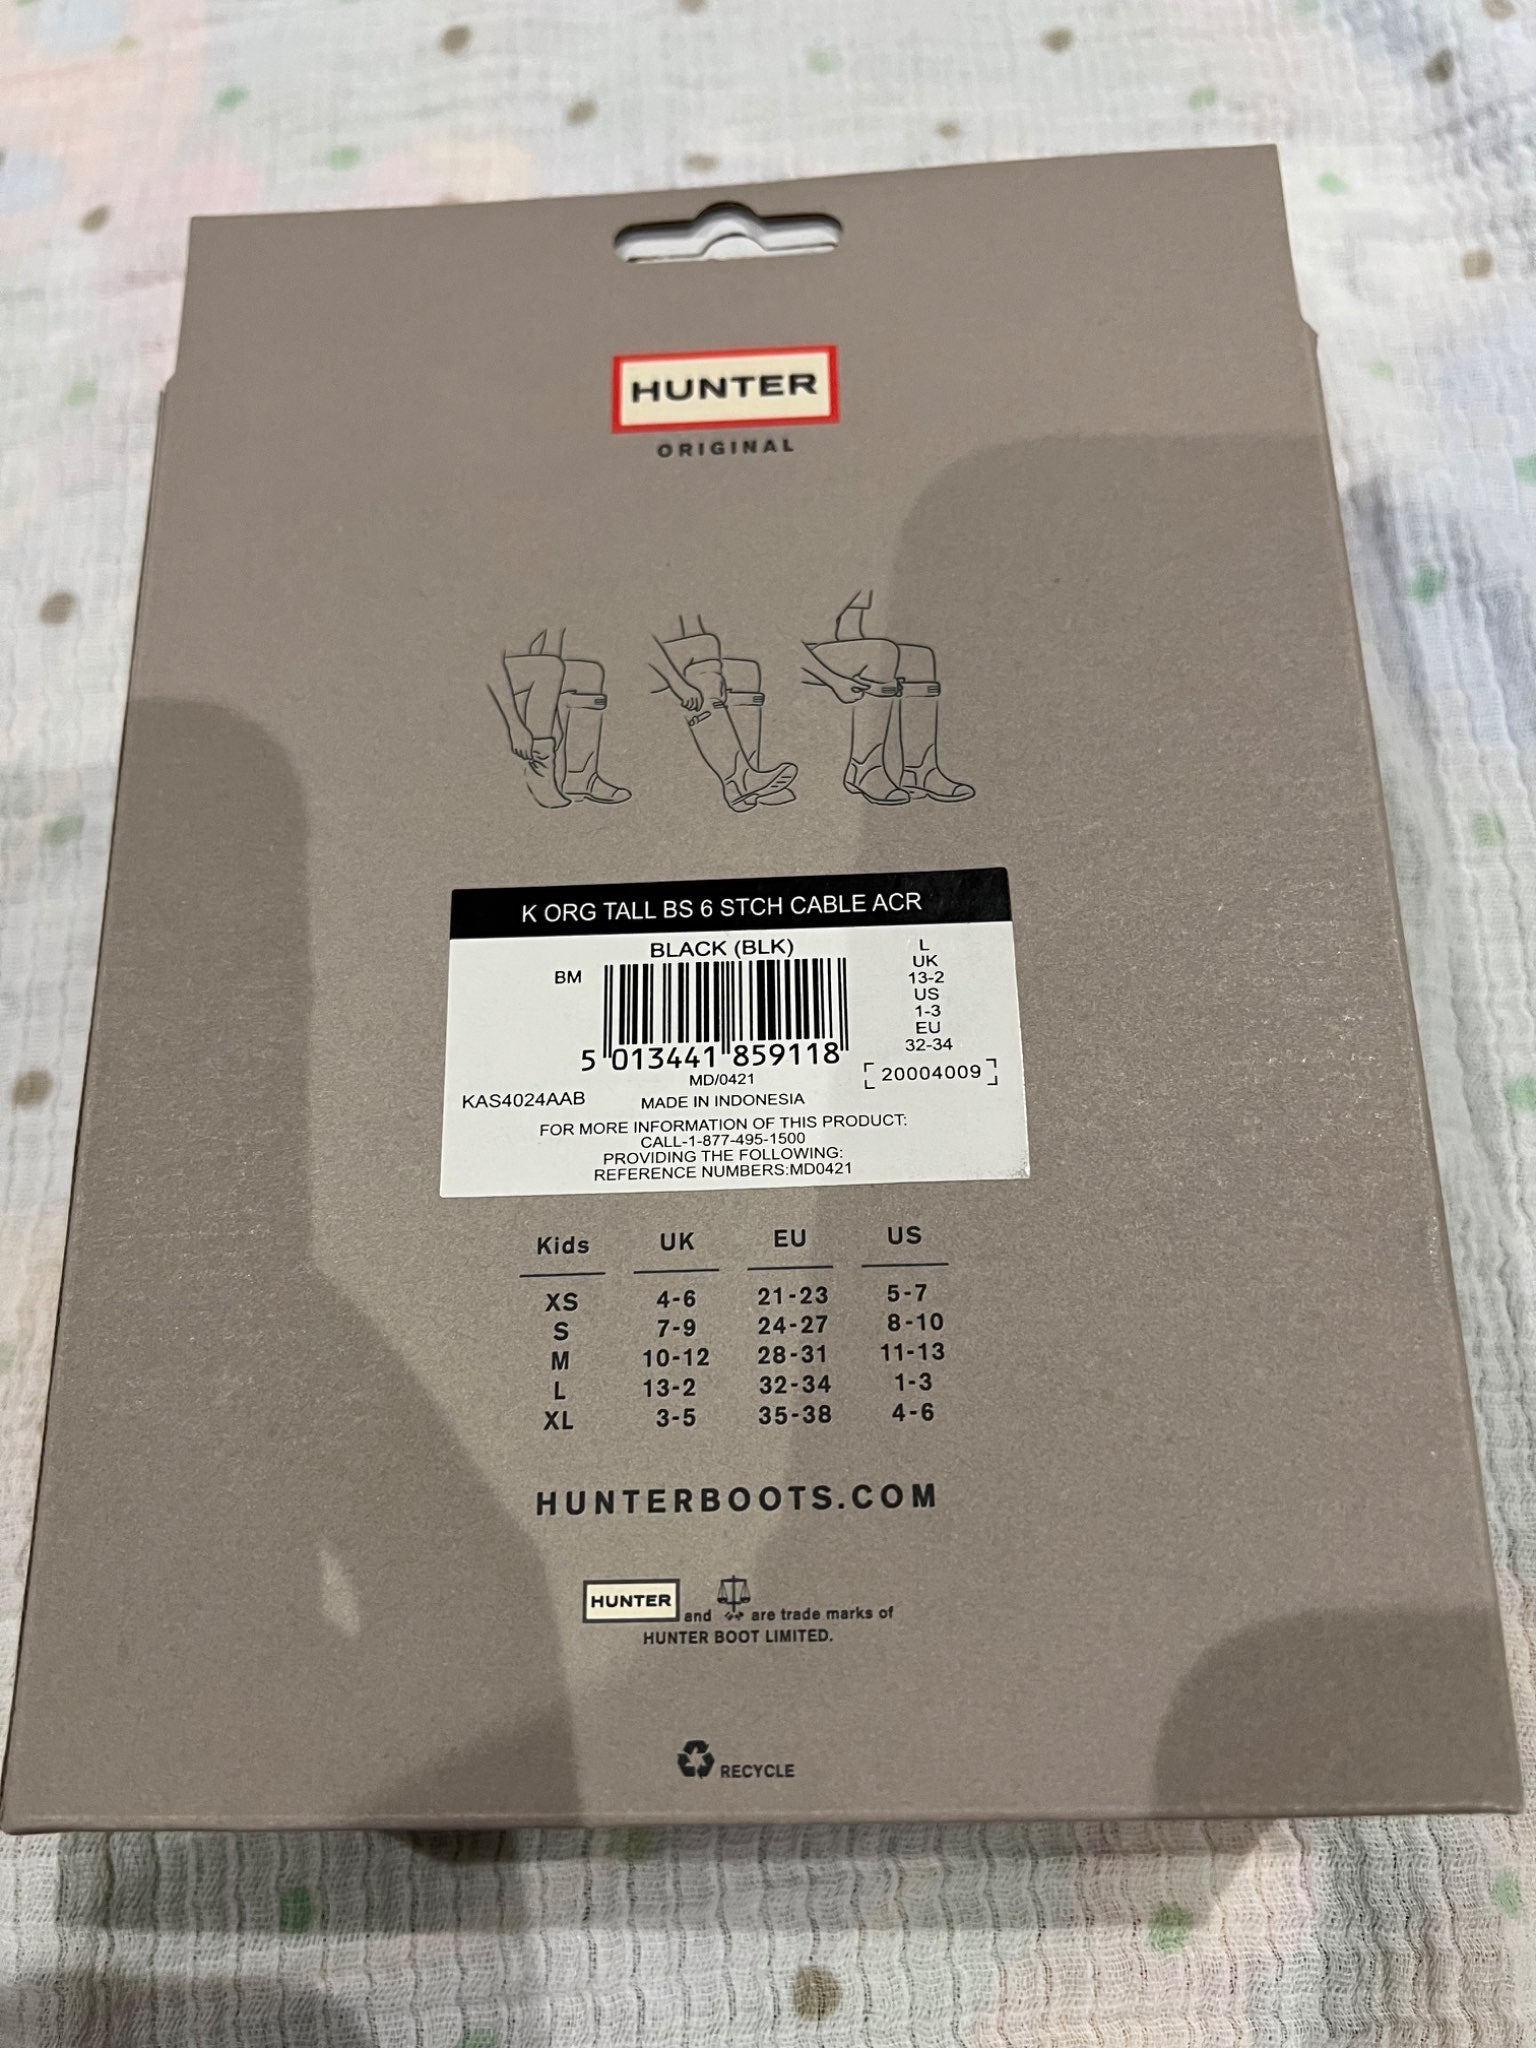 HUNTER
ORIGINAL
K ORG TALL BS 6 STCH CABLE ACR
BLACK (BLK)
BM
L
UK
13-2
US
1-3
EU
32-34
5 013441 859118
MD/0421
20004009
KAS4024AAB
MADE IN INDONESIA
FOR MORE INFORMATION OF THIS PRODUCT:
CALL-1-877-495-1500
PROVIDING THE FOLLOWING:
REFERENCE NUMBERS:MD0421
Kids UK EU US
XS 4-6 21-23 5-7
S 7-9 24-27 8-10
M 10-12 28-31 11-13
L 13-2 32-34 1-3
XL 3-5 35-38 4-6
HUNTERBOOTS.COM
HUNTER and are trade marks of
HUNTER BOOT LIMITED.
RECYCLE